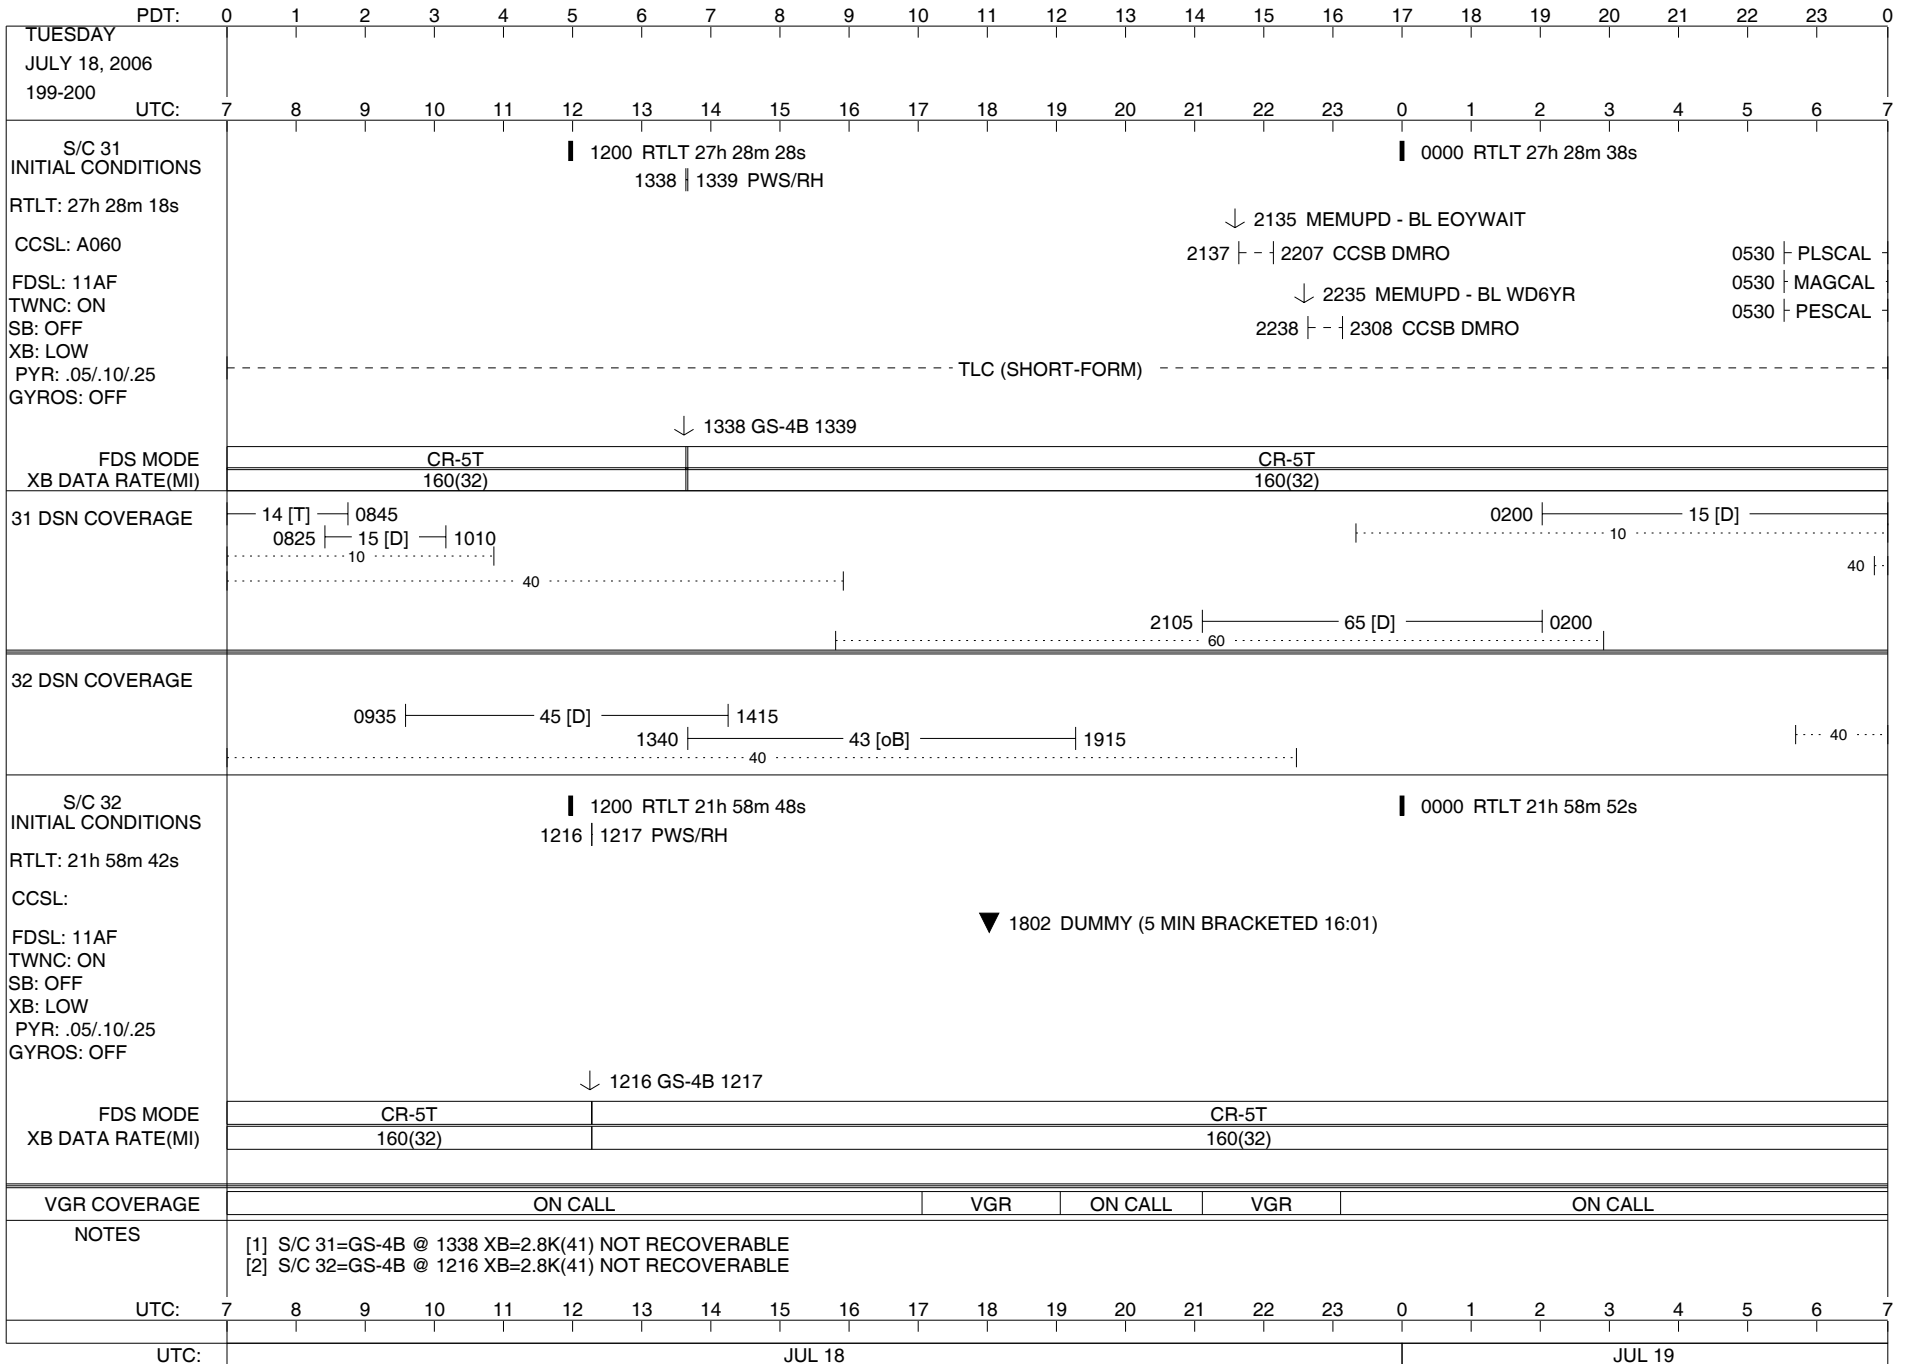 PDT: 0 1 2 3 4 5 6 7 8 9 10 11 12 13 14 15 16 17 18 19 20 21 22 23 0
TUESDAY
JULY 18, 2006
199-200
UTC: 7 8 9 10 11 12 13 14 15 16 17 18 19 20 21 22 23 0 1 2 3 4 5 6 7
S/C 31
INITIAL CONDITIONS
RTLT: 27h 28m 18s
CCSL: A060
FDSL: 11AF
TWNC: ON
SB: OFF
XB: LOW
PYR: .05/.10/.25
GYROS: OFF
1200 RTLT 27h 28m 28s
0000 RTLT 27h 28m 38s
1338 1339 PWS/RH
2135 MEMUPD - BL EOYWAIT
2137 2207 CCSB DMRO
0530 PLSCAL
0530 MAGCAL
2235 MEMUPD - BL WD6YR
0530 PESCAL
2238 2308 CCSB DMRO
TLC (SHORT-FORM)
1338 GS-4B 1339
FDS MODE CR-5T CR-5T
XB DATA RATE(MI) 160(32) 160(32)
31 DSN COVERAGE
14 [T] 0845
0200 15 [D]
0825 15 [D] 1010
10
10
40
40
2105 65 [D] 0200
60
32 DSN COVERAGE
0935 45 [D] 1415
1340 43 [oB] 1915
40
40
S/C 32
INITIAL CONDITIONS
RTLT: 21h 58m 42s
CCSL:
FDSL: 11AF
TWNC: ON
SB: OFF
XB: LOW
PYR: .05/.10/.25
GYROS: OFF
1200 RTLT 21h 58m 48s
0000 RTLT 21h 58m 52s
1216 1217 PWS/RH
1802 DUMMY (5 MIN BRACKETED 16:01)
1216 GS-4B 1217
FDS MODE CR-5T CR-5T
XB DATA RATE(MI) 160(32) 160(32)
VGR COVERAGE ON CALL VGR ON CALL VGR ON CALL
NOTES
[1] S/C 31=GS-4B @ 1338 XB=2.8K(41) NOT RECOVERABLE
[2] S/C 32=GS-4B @ 1216 XB=2.8K(41) NOT RECOVERABLE
UTC: 7 8 9 10 11 12 13 14 15 16 17 18 19 20 21 22 23 0 1 2 3 4 5 6 7
UTC: JUL 18 JUL 19